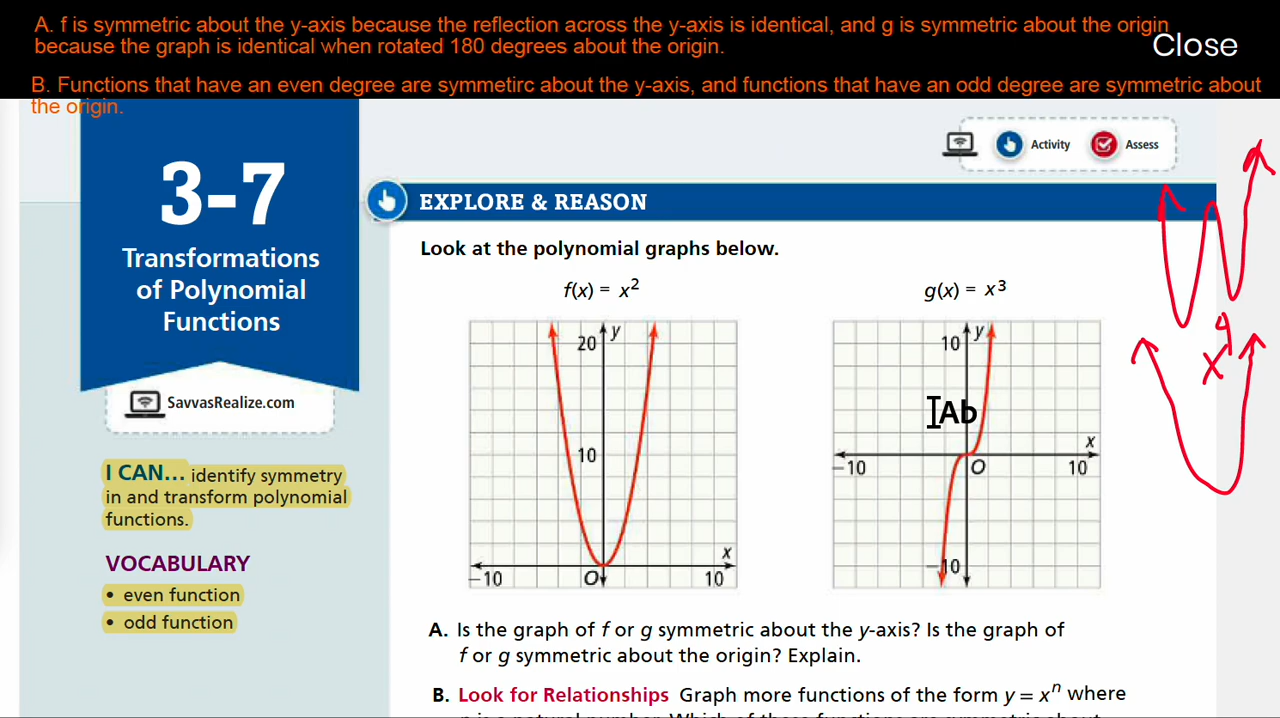 A. f is symmetric about the y-axis because the reflection across the y-axis is identical, and g is symmetric about the origin
because the graph is identical when rotated 180 degrees about the origin.
Close
B. Functions that have an even degree are symmetirc about the y-axis, and functions that have an odd degree are symmetric about
the origin.
Activity
Assess
3-7
Transformations
of Polynomial
Functions
SavvasRealize.com
I CAN... identify symmetry
in and transform polynomial
functions.
VOCABULARY
• even function
• odd function
EXPLORE & REASON
Look at the polynomial graphs below.
f(x) = x²
20
y
10
x
−10
O
10
g(x) = x³
10
y
Ab
x
−10
O
10
−10
x⁴
A. Is the graph of f or g symmetric about the y-axis? Is the graph of
f or g symmetric about the origin? Explain.
B. Look for Relationships Graph more functions of the form y = xⁿ where